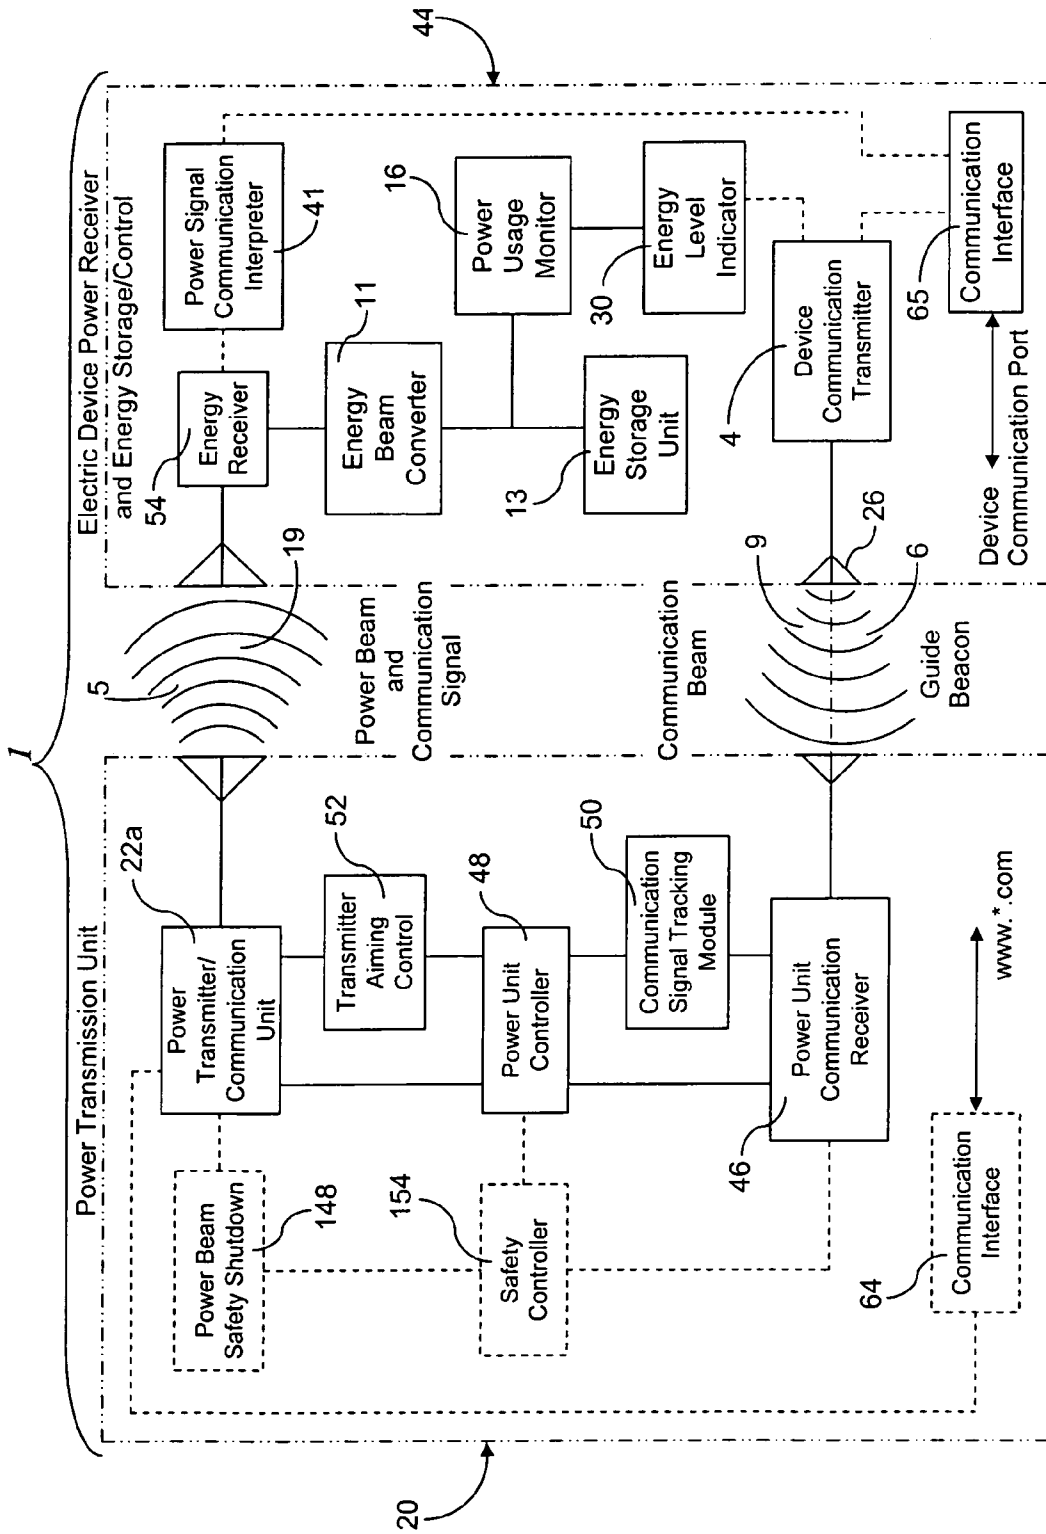 1
Power Transmission Unit
Electric Device Power Receiver
and Energy Storage/Control
20
44
Power Beam
Safety Shutdown
148
Power
Transmitter/
Communication
Unit
22a
5
19
54
Energy
Receiver
Power Signal
Communication
Interpreter
41
Transmitter
Aiming
Control
52
Power Beam
and
Communication
Signal
Energy
Beam
Converter
11
154
Safety
Controller
Power Unit
Controller
48
Power
Usage
Monitor
16
13
Energy
Storage
Unit
30
Energy
Level
Indicator
Communication
Signal Tracking
Module
50
Communication
Beam
9
46
Power Unit
Communication
Receiver
4
Device
Communication
Transmitter
26
6
Guide
Beacon
64
Communication
Interface
www.*.com
65
Communication
Interface
Device
Communication Port